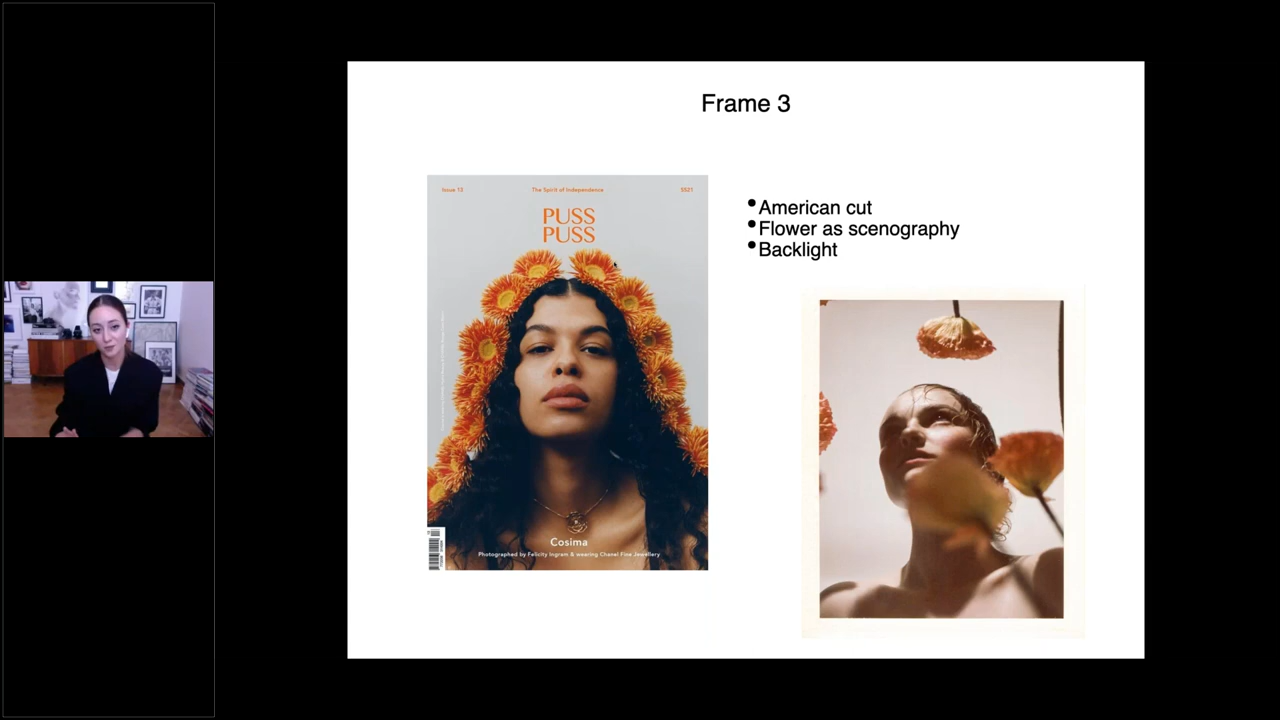 Frame 3
Issue 13
The Spirit of Independence
SS21
PUSS
PUSS
• American cut
• Flower as scenography
• Backlight
Cosima
Photographed by Felicity Ingram & wearing Chanel Fine Jewellery